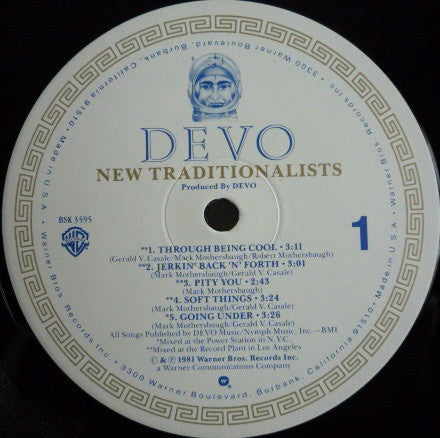 DEVO
NEW TRADITIONALISTS
Produced By DEVO
BSK 3595
1
**1. THROUGH BEING COOL • 3:11
(Gerald V. Casale/Mark Mothersbaugh/Robert Mothersbaugh)
**2. JERKIN' BACK 'N' FORTH • 3:01
(Mark Mothersbaugh/Gerald V. Casale)
*3. PITY YOU • 2:43
(Mark Mothersbaugh)
**4. SOFT THINGS • 3:24
(Mark Mothersbaugh/Gerald V. Casale)
*5. GOING UNDER • 3:26
(Mark Mothersbaugh/Gerald V. Casale)
All Songs Published by DEVO Music/Nymph Music, Inc. —BMI
*Mixed at the Power Station in N.Y.C.
**Mixed at the Record Plant in Los Angeles
© & ℗ 1981 Warner Bros. Records Inc.
a Warner Communications Company
Warner Bros. Records Inc. • 3300 Warner Boulevard, Burbank, California 91510 • Made in U.S.A. • Warner Bros. Records Inc. • 3300 Warner Boulevard, Burbank, California 91510 • Made in U.S.A. •